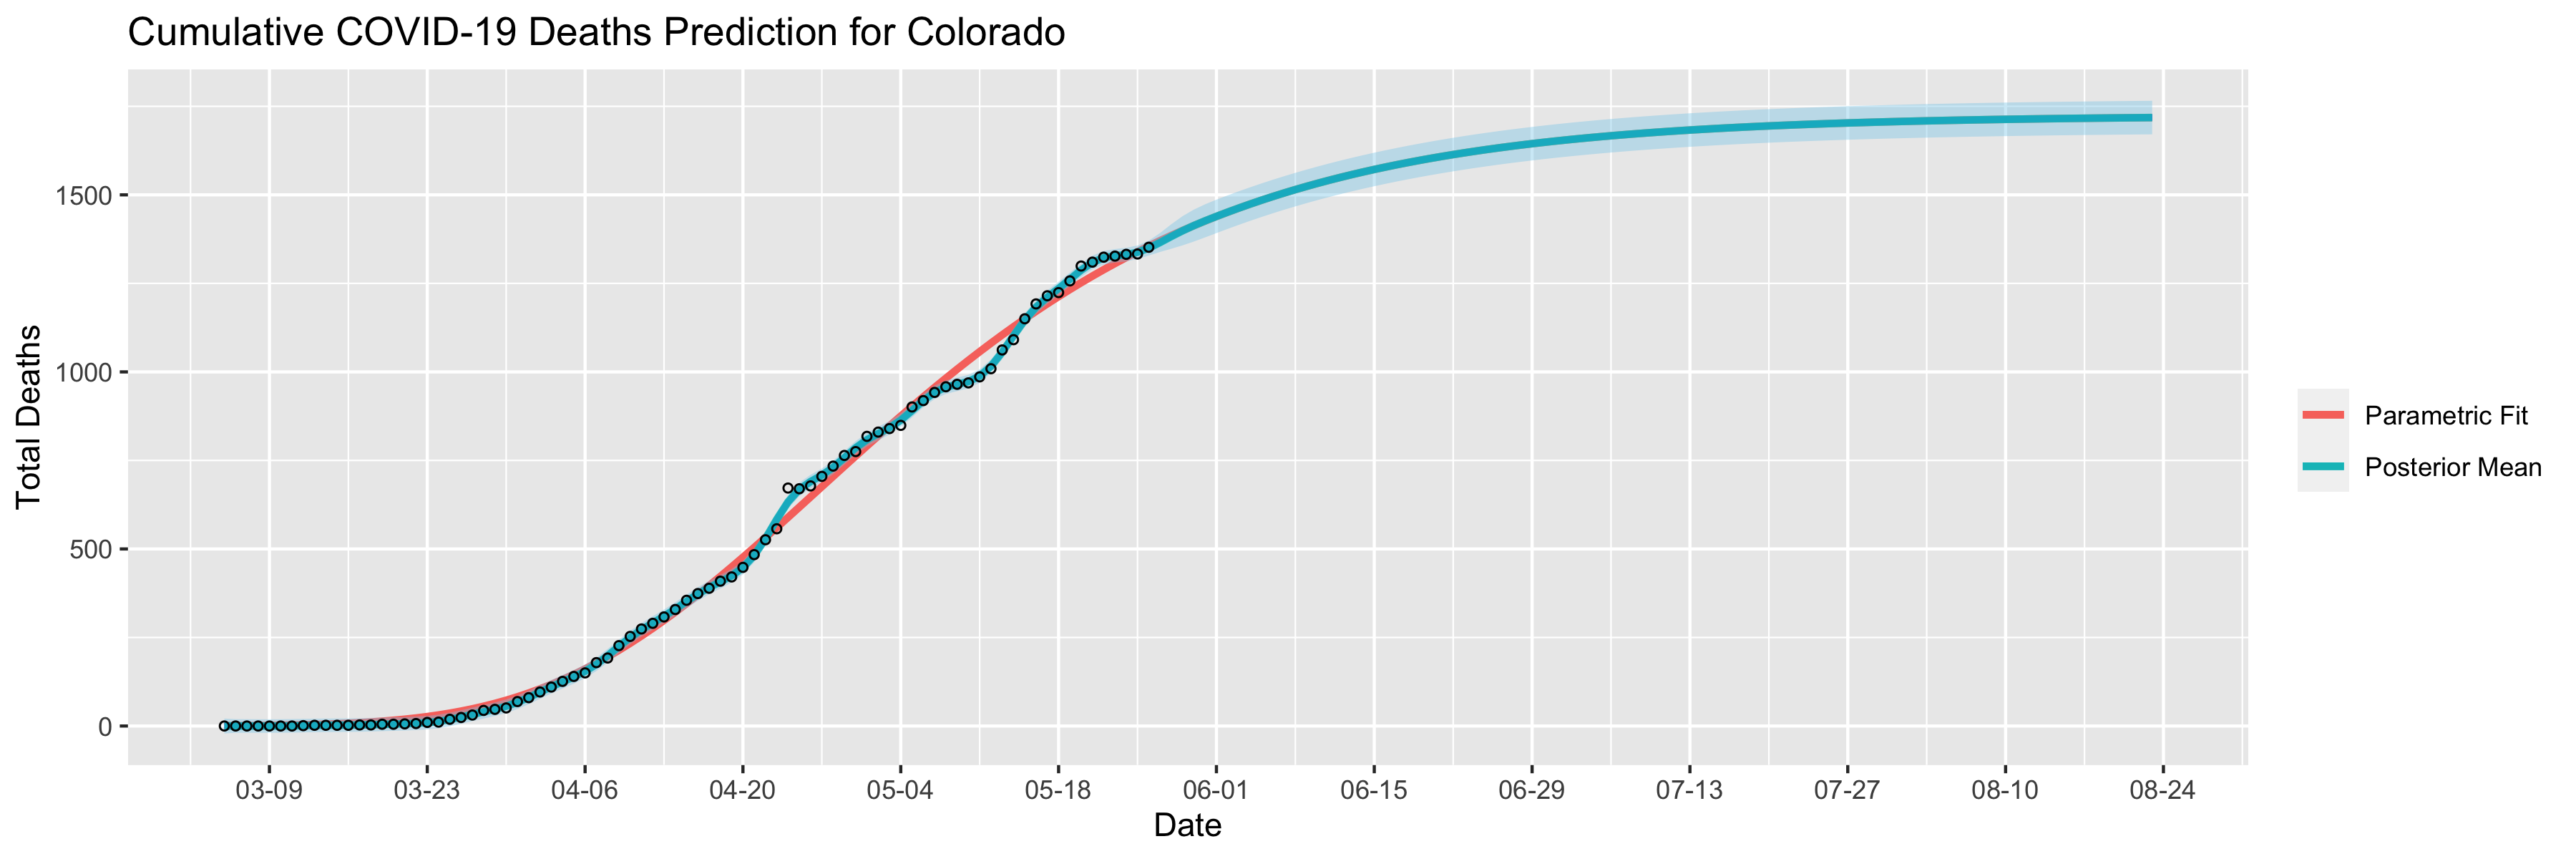 Cumulative COVID-19 Deaths Prediction for Colorado
Total Deaths
1500
1000
500
0
03-09 03-23 04-06 04-20 05-04 05-18 06-01 06-15 06-29 07-13 07-27 08-10 08-24
Date
Parametric Fit
Posterior Mean